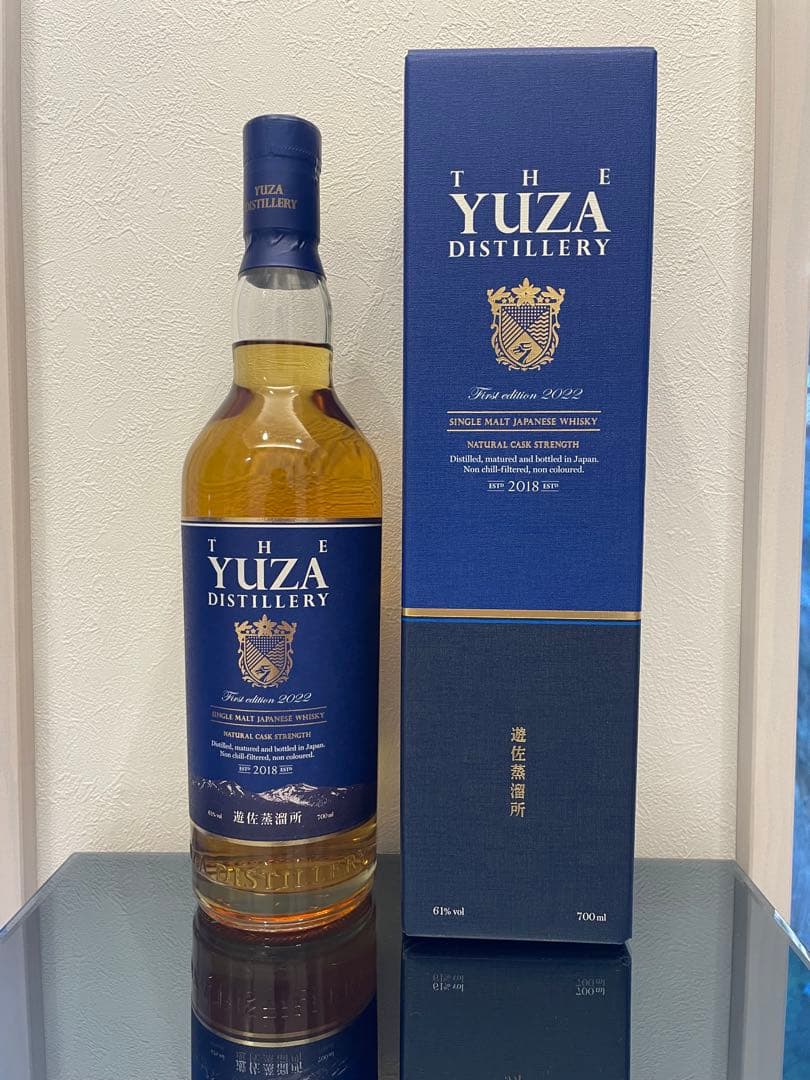 YUZA
DISTILLERY
THE
YUZA
DISTILLERY
First edition 2022
SINGLE MALT JAPANESE WHISKY
NATURAL CASK STRENGTH
Distilled, matured and bottled in Japan.
Non chill-filtered, non coloured.
ESTD 2018 ESTD
61%vol 遊佐蒸溜所 700ml
ZA DISTILLERY
THE
YUZA
DISTILLERY
First edition 2022
SINGLE MALT JAPANESE WHISKY
NATURAL CASK STRENGTH
Distilled, matured and bottled in Japan.
Non chill-filtered, non coloured.
ESTD 2018 ESTD
遊佐蒸溜所
61% vol 700 ml